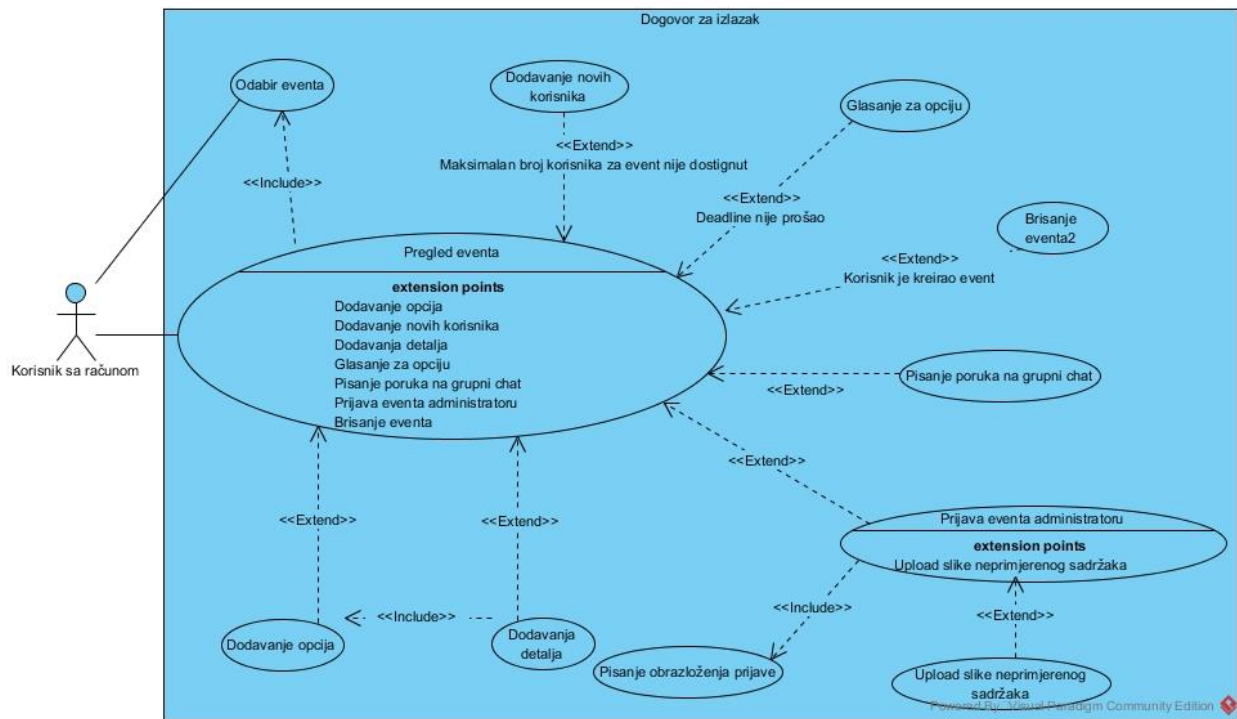 Dogovor za izlazak
Odabir eventa
Dodavanje novih
korisnika
Glasanje za opciju
<<Extend>>
Maksimalan broj korisnika za event nije dostignut
<<Include>>
<<Extend>>
Deadline nije prošao
Brisanje
eventa2
<<Extend>>
Korisnik je kreirao event
Pregled eventa
extension points
Dodavanje opcija
Dodavanje novih korisnika
Dodavanja detalja
Glasanje za opciju
Pisanje poruka na grupni chat
Prijava eventa administratoru
Brisanje eventa
Korisnik sa računom
Pisanje poruka na grupni chat
<<Extend>>
<<Extend>>
<<Extend>>
<<Extend>>
Prijava eventa administratoru
extension points
Upload slike neprimjerenog sadržaka
<<Include>>
<<Include>>
<<Extend>>
Dodavanje opcija
Dodavanja
detalja
Pisanje obrazloženja prijave
Upload slike neprimjerenog
sadržaka
Powered By Visual Paradigm Community Edition